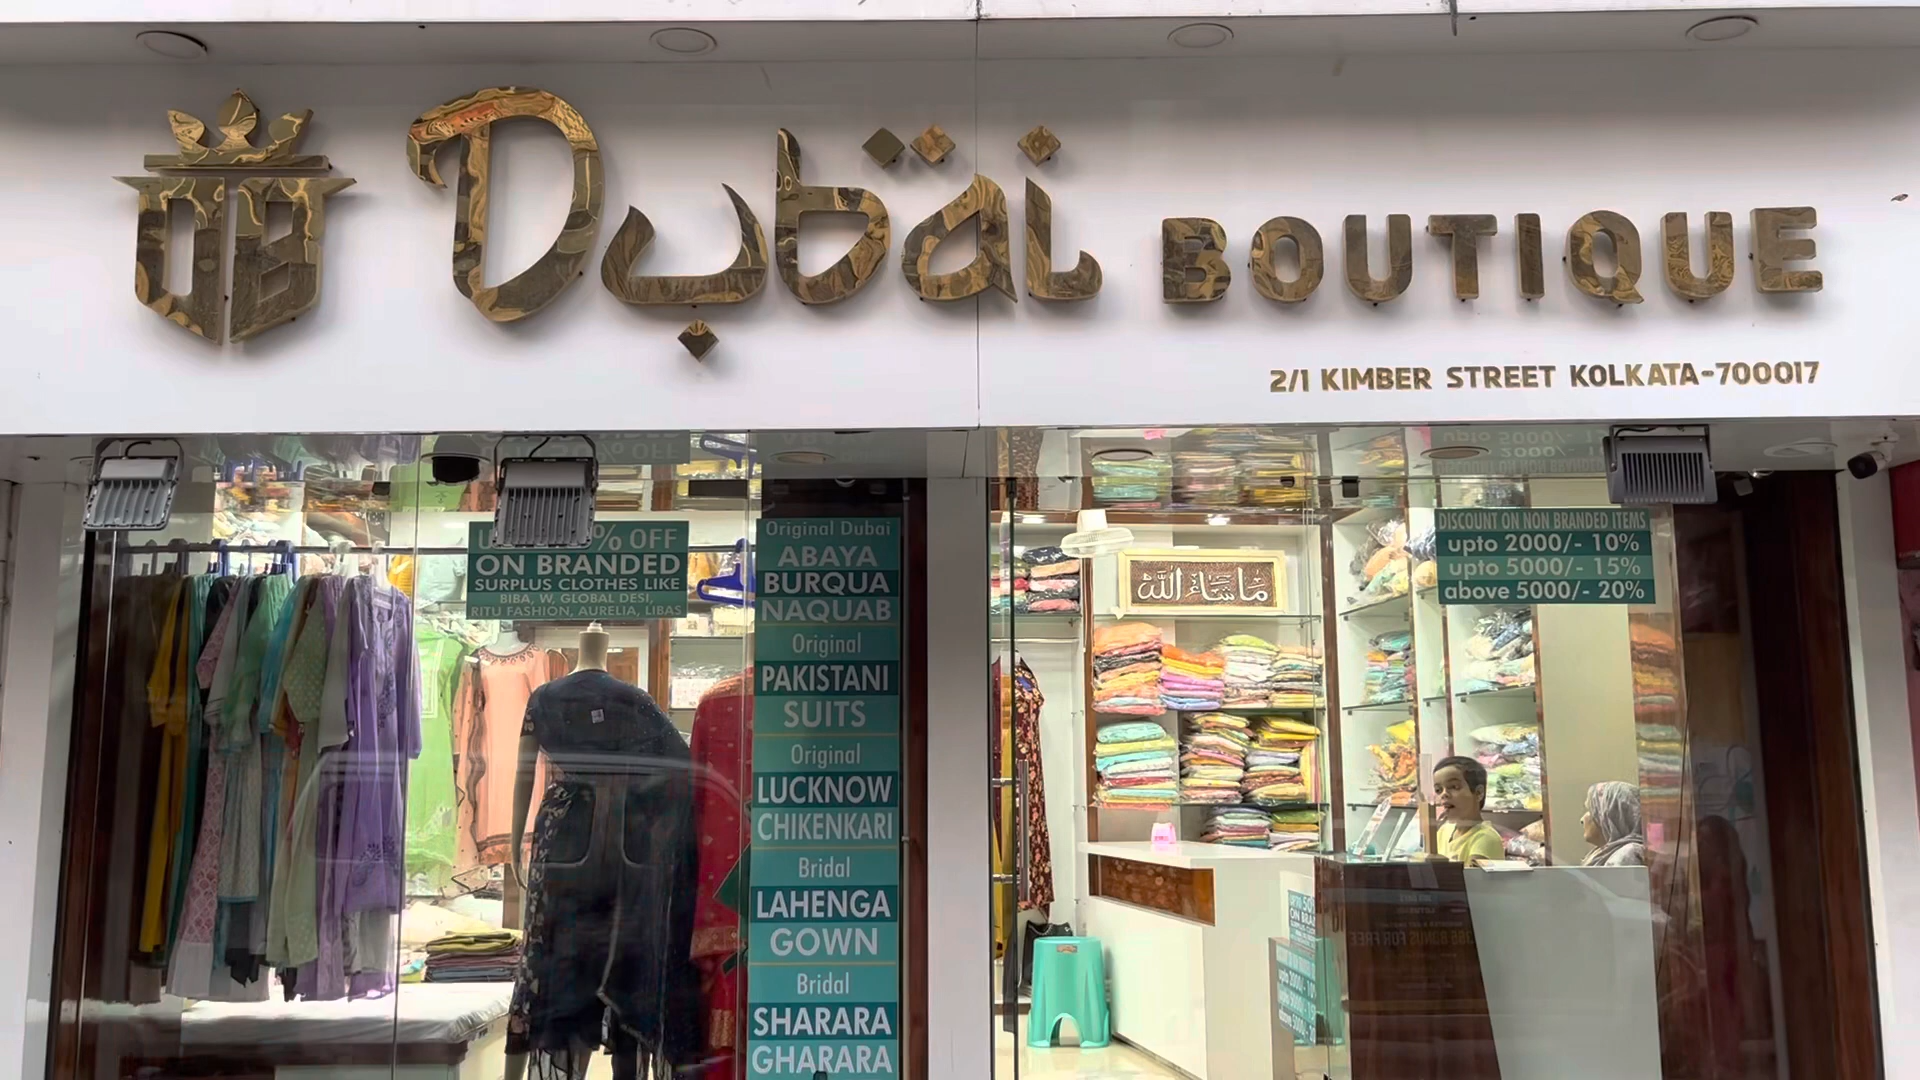 DB
Dubai BOUTIQUE
2/1 KIMBER STREET KOLKATA-700017
% OFF
ON BRANDED
SURPLUS CLOTHES LIKE
BIBA, W, GLOBAL DESI,
RITU FASHION, AURELIA, LIBAS
Original Dubai
ABAYA
BURQUA
NAQUAB
Original
PAKISTANI
SUITS
Original
LUCKNOW
CHIKENKARI
Bridal
LAHENGA
GOWN
Bridal
SHARARA
GHARARA
ماشاء الله
DISCOUNT ON NON BRANDED ITEMS
upto 2000/- 10%
upto 5000/- 15%
above 5000/- 20%